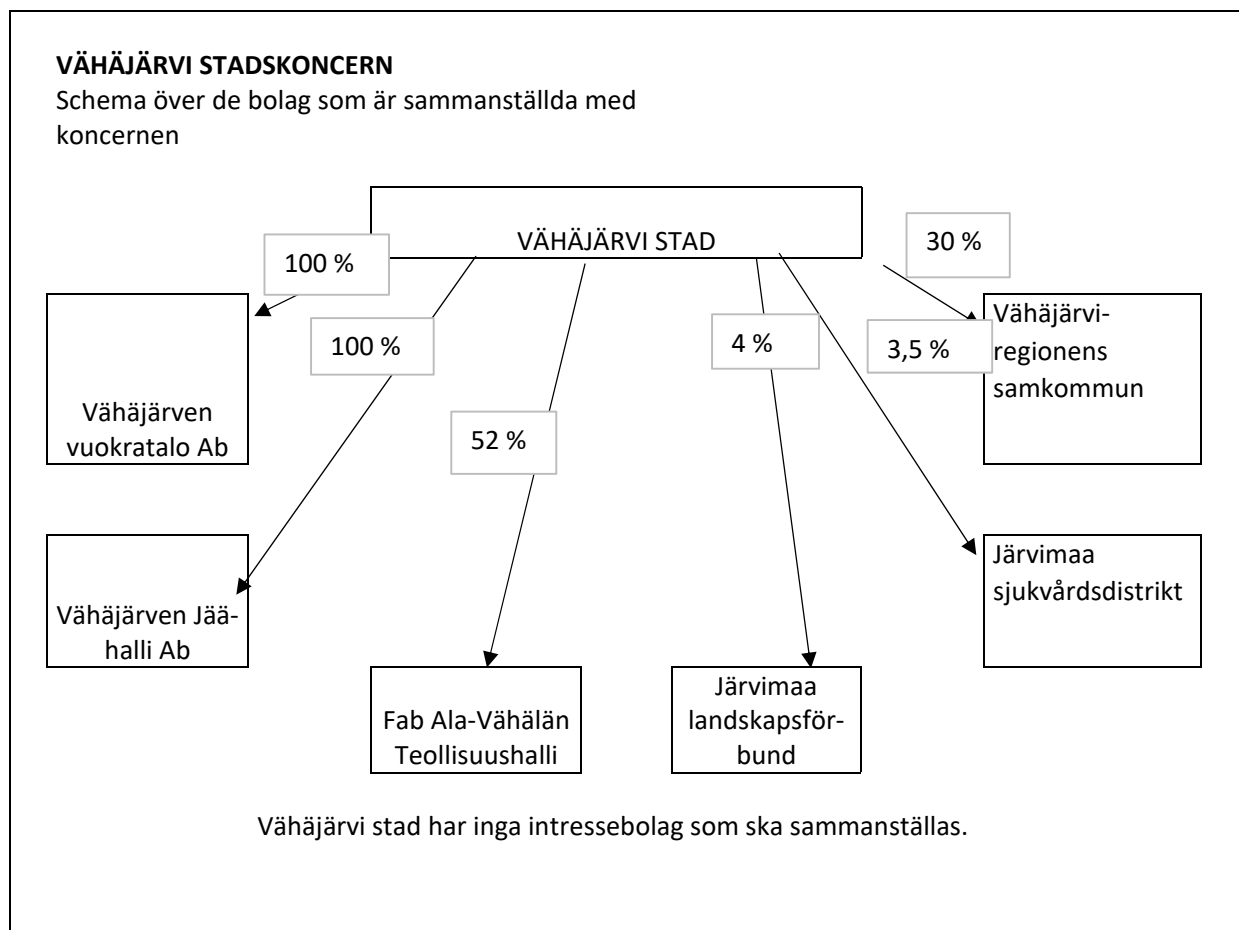 VÄHÄJÄRVI STADSKONCERN
Schema över de bolag som är sammanställda med
koncernen
VÄHÄJÄRVI STAD
100 %
30 %
Vähäjärven
vuokratalo Ab
100 %
4 %
3,5 %
Vähäjärvi-
regionens
samkommun
52 %
Vähäjärven Jää-
halli Ab
Järvimaa
sjukvårdsdistrikt
Fab Ala-Vähälän
Teollisuushalli
Järvimaa
landskapsför-
bund
Vähäjärvi stad har inga intressebolag som ska sammanställas.